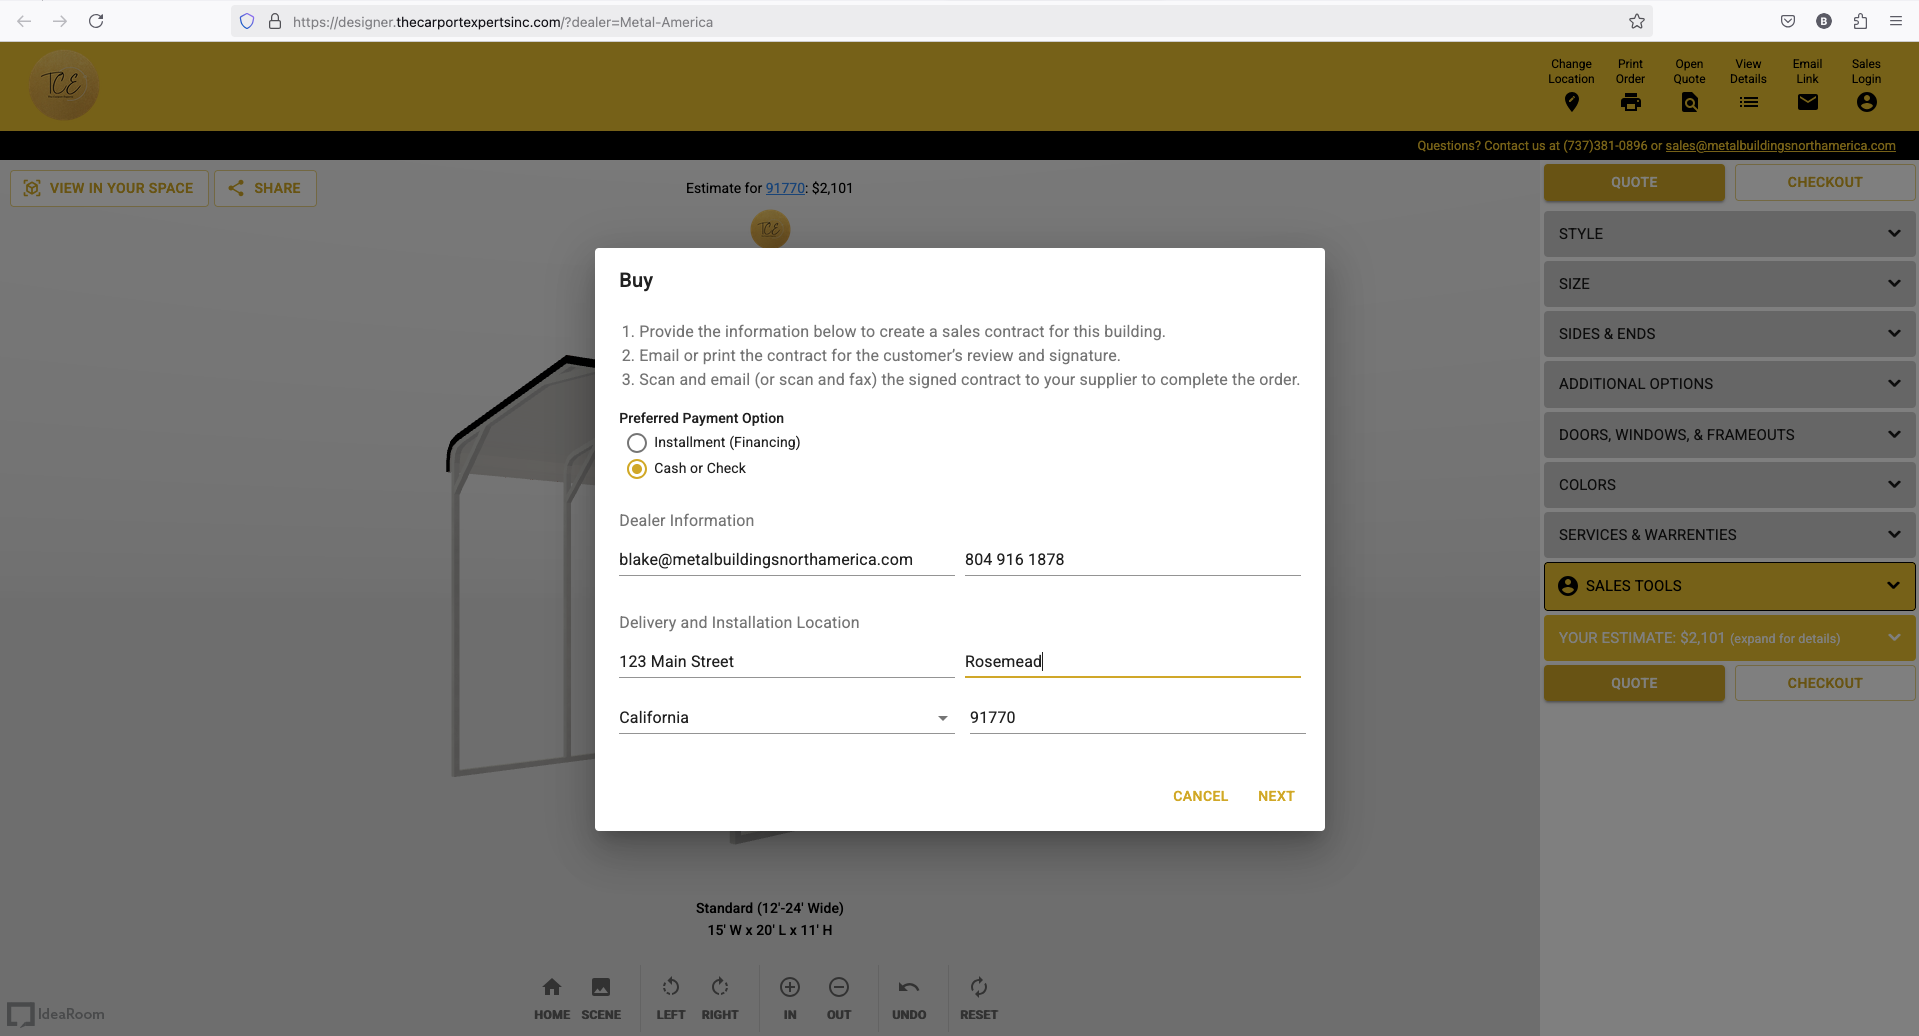 https://designer.thecarportexpertsinc.com/?dealer=Metal-America
B
TCE
Change Location
Print Order
Open Quote
View Details
Email Link
Sales Login
Questions? Contact us at (737)381-0896 or sales@metalbuildingsnorthamerica.com
VIEW IN YOUR SPACE
SHARE
Estimate for 91770: $2,101
TCE
QUOTE
CHECKOUT
STYLE
SIZE
SIDES & ENDS
ADDITIONAL OPTIONS
DOORS, WINDOWS, & FRAMEOUTS
COLORS
SERVICES & WARRENTIES
SALES TOOLS
YOUR ESTIMATE: $2,101 (expand for details)
QUOTE
CHECKOUT
Buy
1. Provide the information below to create a sales contract for this building.
2. Email or print the contract for the customer’s review and signature.
3. Scan and email (or scan and fax) the signed contract to your supplier to complete the order.
Preferred Payment Option
Installment (Financing)
Cash or Check
Dealer Information
blake@metalbuildingsnorthamerica.com
804 916 1878
Delivery and Installation Location
123 Main Street
Rosemead
California
91770
CANCEL
NEXT
Standard (12'-24' Wide)
15' W x 20' L x 11' H
HOME
SCENE
LEFT
RIGHT
IN
OUT
UNDO
RESET
IdeaRoom